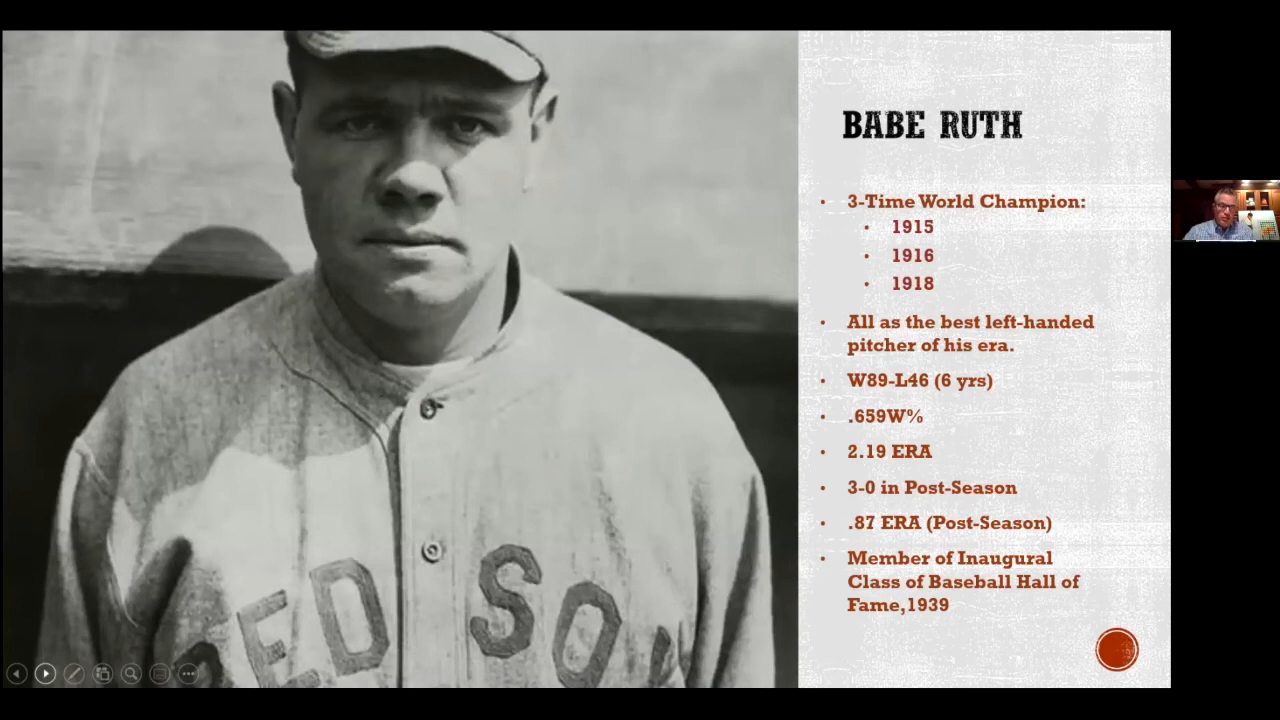 BABE RUTH
3-Time World Champion:
1915
1916
1918
All as the best left-handed
pitcher of his era.
W89-L46 (6 yrs)
.659W%
2.19 ERA
3-0 in Post-Season
.87 ERA (Post-Season)
Member of Inaugural
Class of Baseball Hall of
Fame,1939
RED SOX